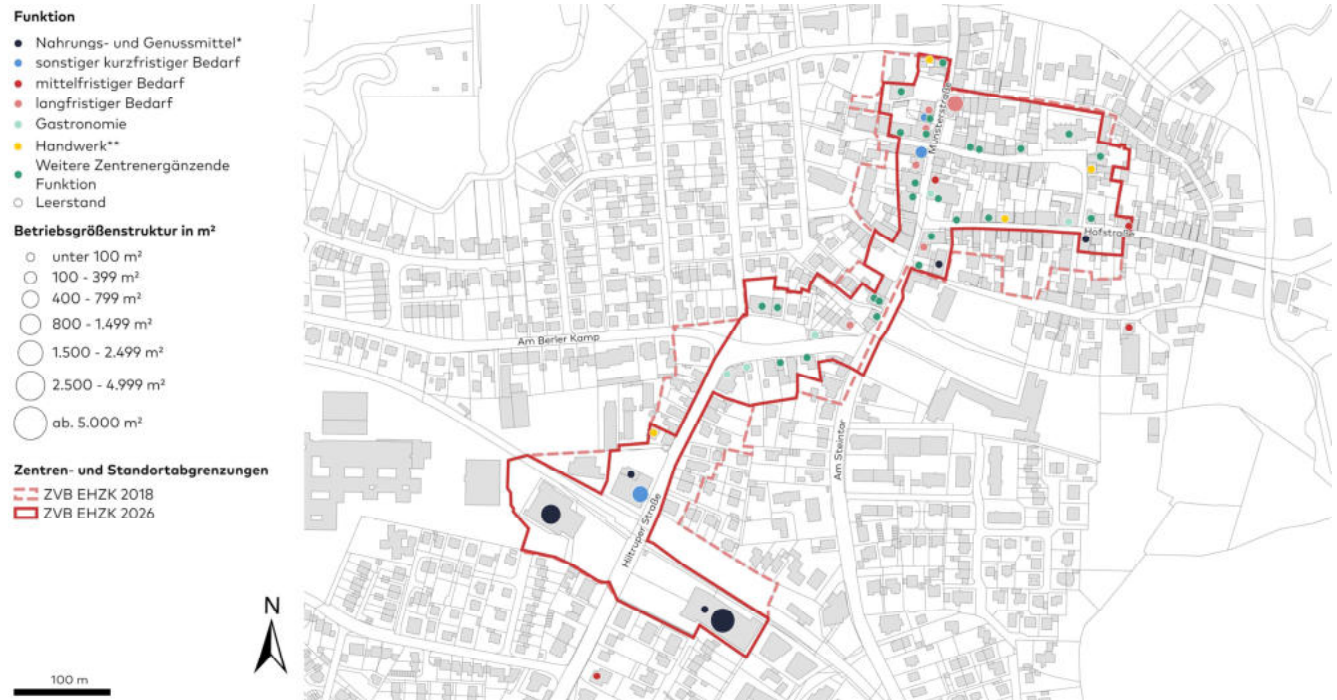 Funktion
Nahrungs- und Genussmittel*
sonstiger kurzfristiger Bedarf
mittelfristiger Bedarf
langfristiger Bedarf
Gastronomie
Handwerk**
Weitere Zentrenergänzende
Funktion
Leerstand
Betriebsgrößenstruktur in m²
unter 100 m²
100 - 399 m²
400 - 799 m²
800 - 1.499 m²
1.500 - 2.499 m²
2.500 - 4.999 m²
ab. 5.000 m²
Zentren- und Standortabgrenzungen
ZVB EHZK 2018
ZVB EHZK 2026
N
100 m
Münsterstraße
Hofstraße
Am Berler Kamp
Am Steintor
Hiltruper Straße